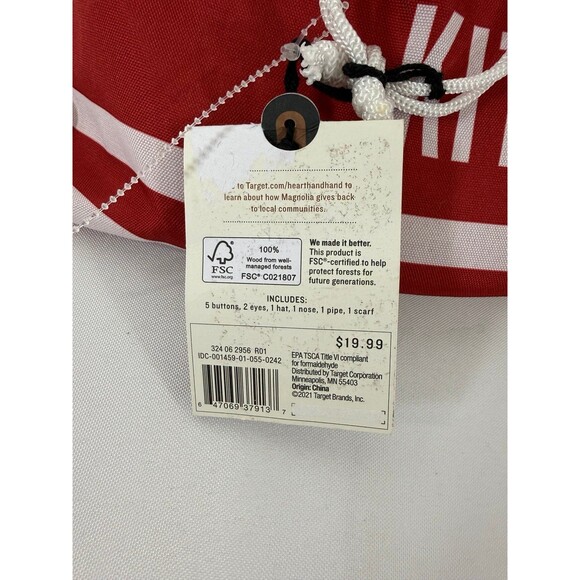 KIT
to Target.com/hearthandhand to
learn about how Magnolia gives back
to local communities.
FSC
www.fsc.org
100%
Wood from well-
managed forests
FSC® C021807
We made it better.
This product is
FSC®-certified to help
protect forests for
future generations.
INCLUDES:
5 buttons, 2 eyes, 1 hat, 1 nose, 1 pipe, 1 scarf
$19.99
324 06 2956 R01
IDC-001459-01-055-0242
6 47069 37913 7
EPA TSCA Title VI compliant
for formaldehyde
Distributed by Target Corporation
Minneapolis, MN 55403
Origin: China
©2021 Target Brands, Inc.